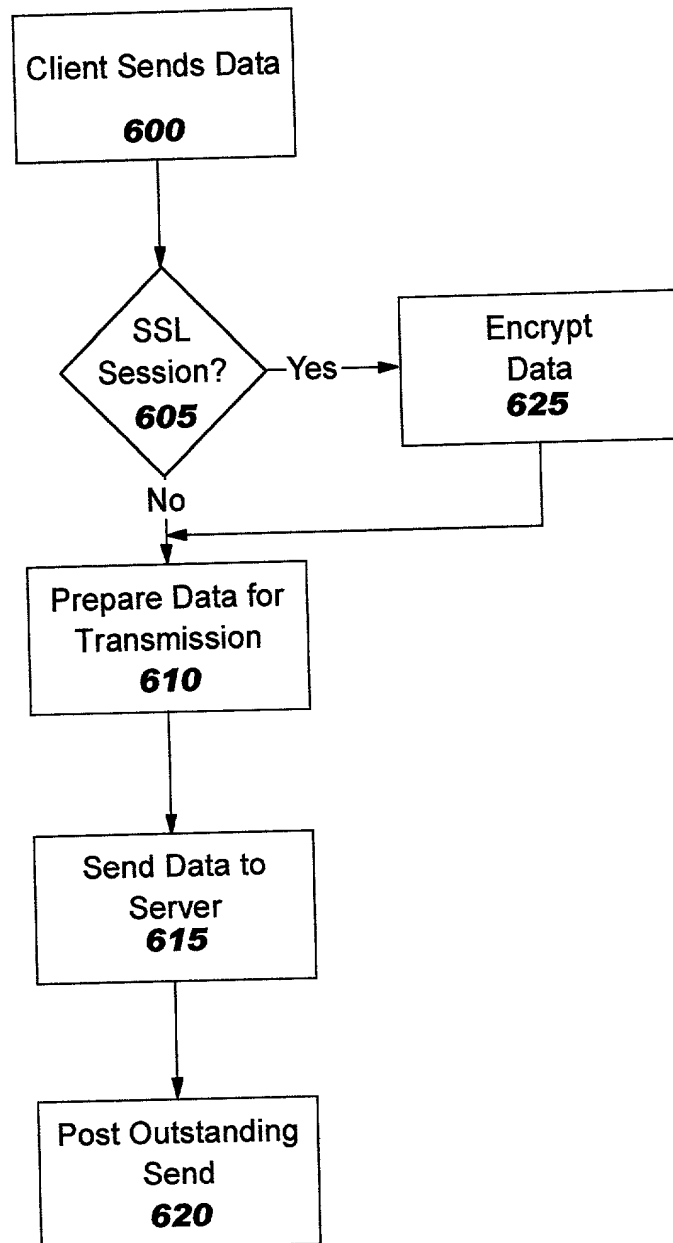 Client Sends Data
600
SSL
Session?
605
Yes
Encrypt
Data
625
No
Prepare Data for
Transmission
610
Send Data to
Server
615
Post Outstanding
Send
620